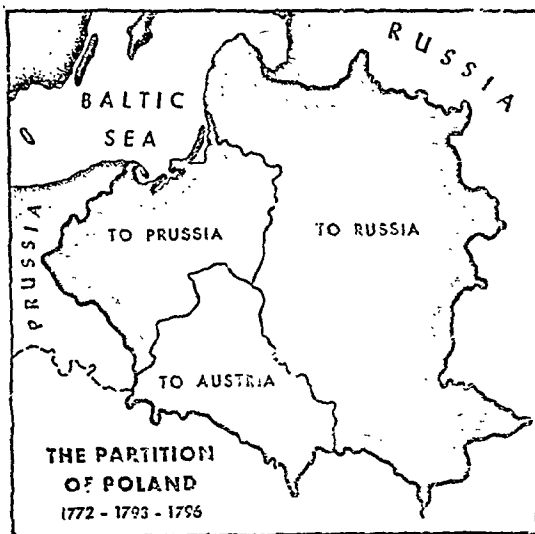 RUSSIA
BALTIC
SEA
PRUSSIA
TO PRUSSIA
TO RUSSIA
TO AUSTRIA
THE PARTITION
OF POLAND
1772 - 1793 - 1795